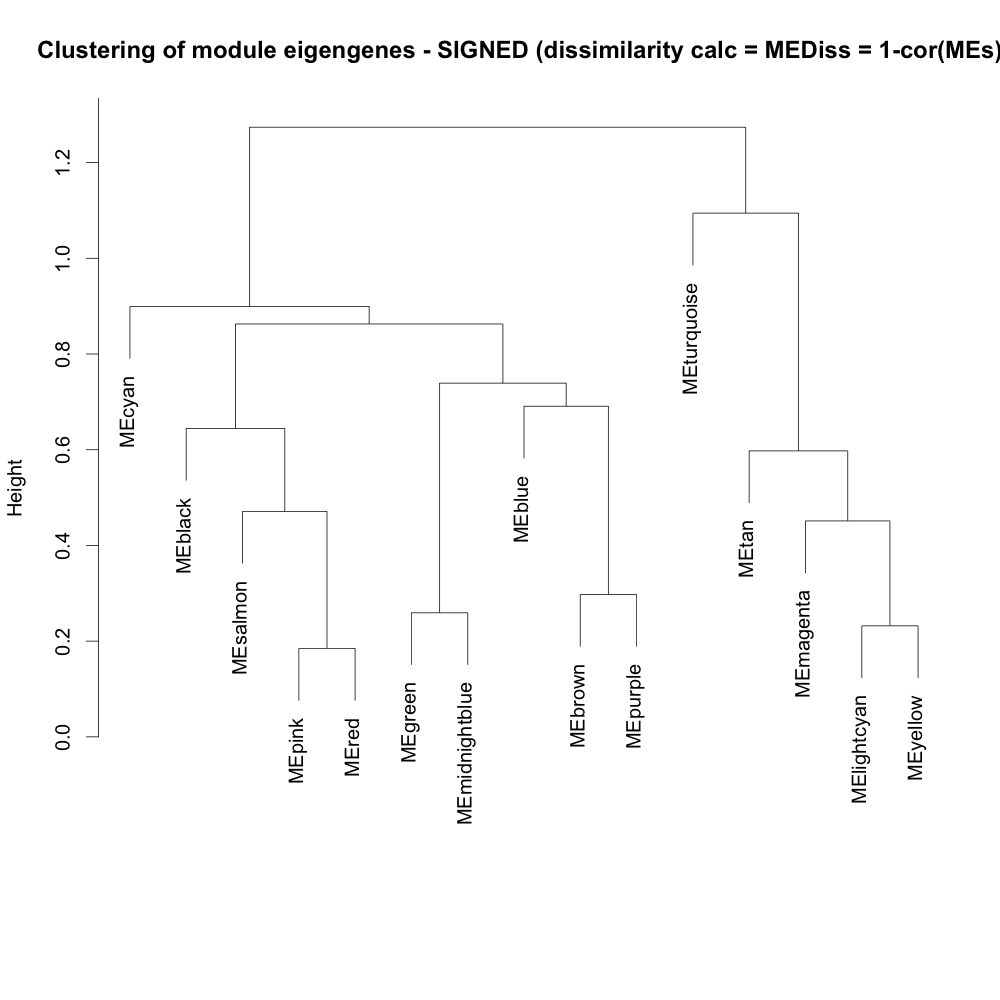 Clustering of module eigengenes - SIGNED (dissimilarity calc = MEDiss = 1-cor(MEs)
Height
1.2
1.0
0.8
0.6
0.4
0.2
0.0
MEcyan
MEblack
MEsalmon
MEpink
MEred
MEgreen
MEmidnightblue
MEblue
MEbrown
MEpurple
MEturquoise
MEtan
MEmagenta
MElightcyan
MEyellow